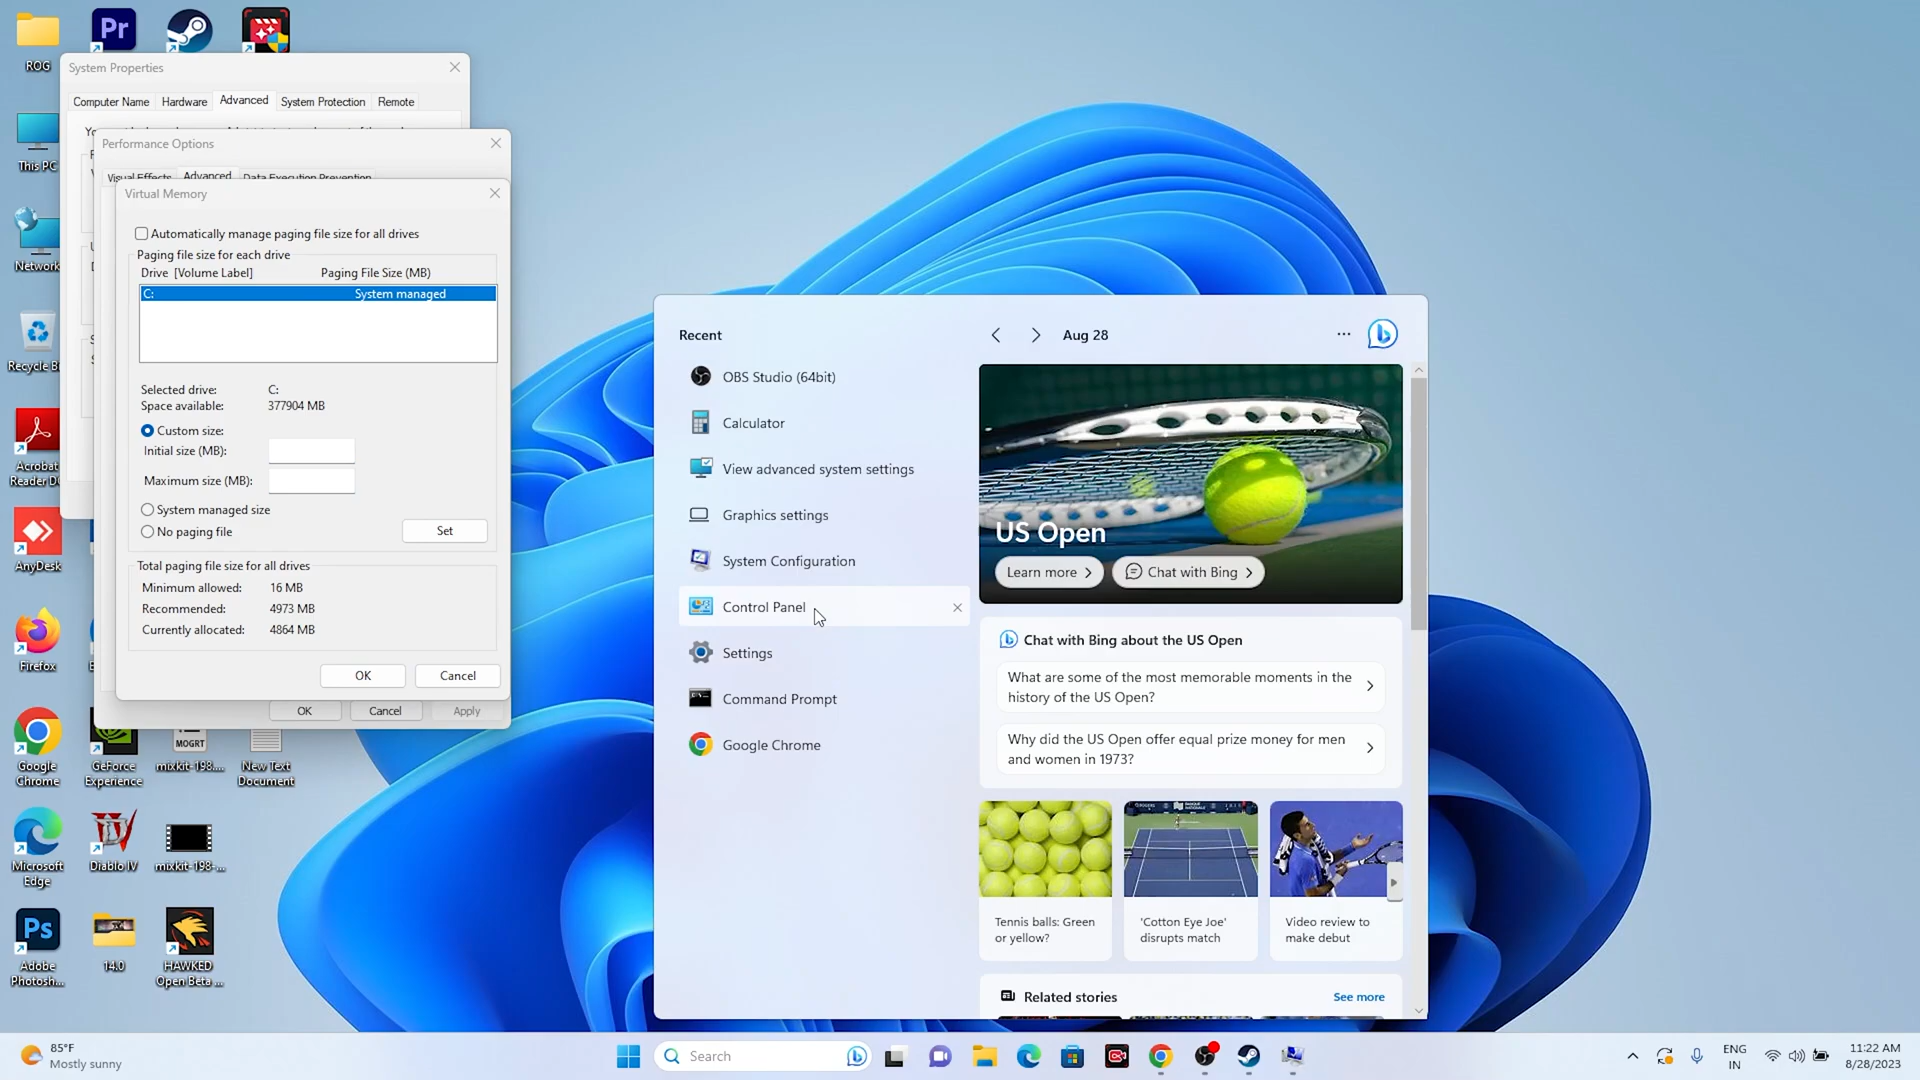 Pr
ROG
System Properties
Computer Name Hardware Advanced System Protection Remote
This PC
Performance Options
Visual Effects Advanced Data Execution Prevention
Virtual Memory
Automatically manage paging file size for all drives
Paging file size for each drive
Drive [Volume Label] Paging File Size (MB)
C: System managed
Network
Selected drive: C:
Space available: 377904 MB
Custom size:
Initial size (MB):
Maximum size (MB):
System managed size
No paging file
Set
Total paging file size for all drives
Minimum allowed: 16 MB
Recommended: 4973 MB
Currently allocated: 4864 MB
OK Cancel
OK Cancel Apply
Acrobat
AnyDesk
Firefox
Google
Chrome
GeForce
Experience
MOGRT
mixkit-198....
New Text
Document
Microsoft
Edge
Diablo IV
mixkit-198-...
Ps
Adobe
Photosh...
14.0
HAWKED
Open Beta ...
Recent
OBS Studio (64bit)
Calculator
View advanced system settings
Graphics settings
System Configuration
Control Panel
Settings
Command Prompt
Google Chrome
Aug 28
US Open
Learn more
Chat with Bing
Chat with Bing about the US Open
What are some of the most memorable moments in the
history of the US Open?
Why did the US Open offer equal prize money for men
and women in 1973?
Tennis balls: Green
or yellow?
'Cotton Eye Joe'
disrupts match
Video review to
make debut
Related stories
See more
85°F
Mostly sunny
Search
ENG
IN
11:22 AM
8/28/2023